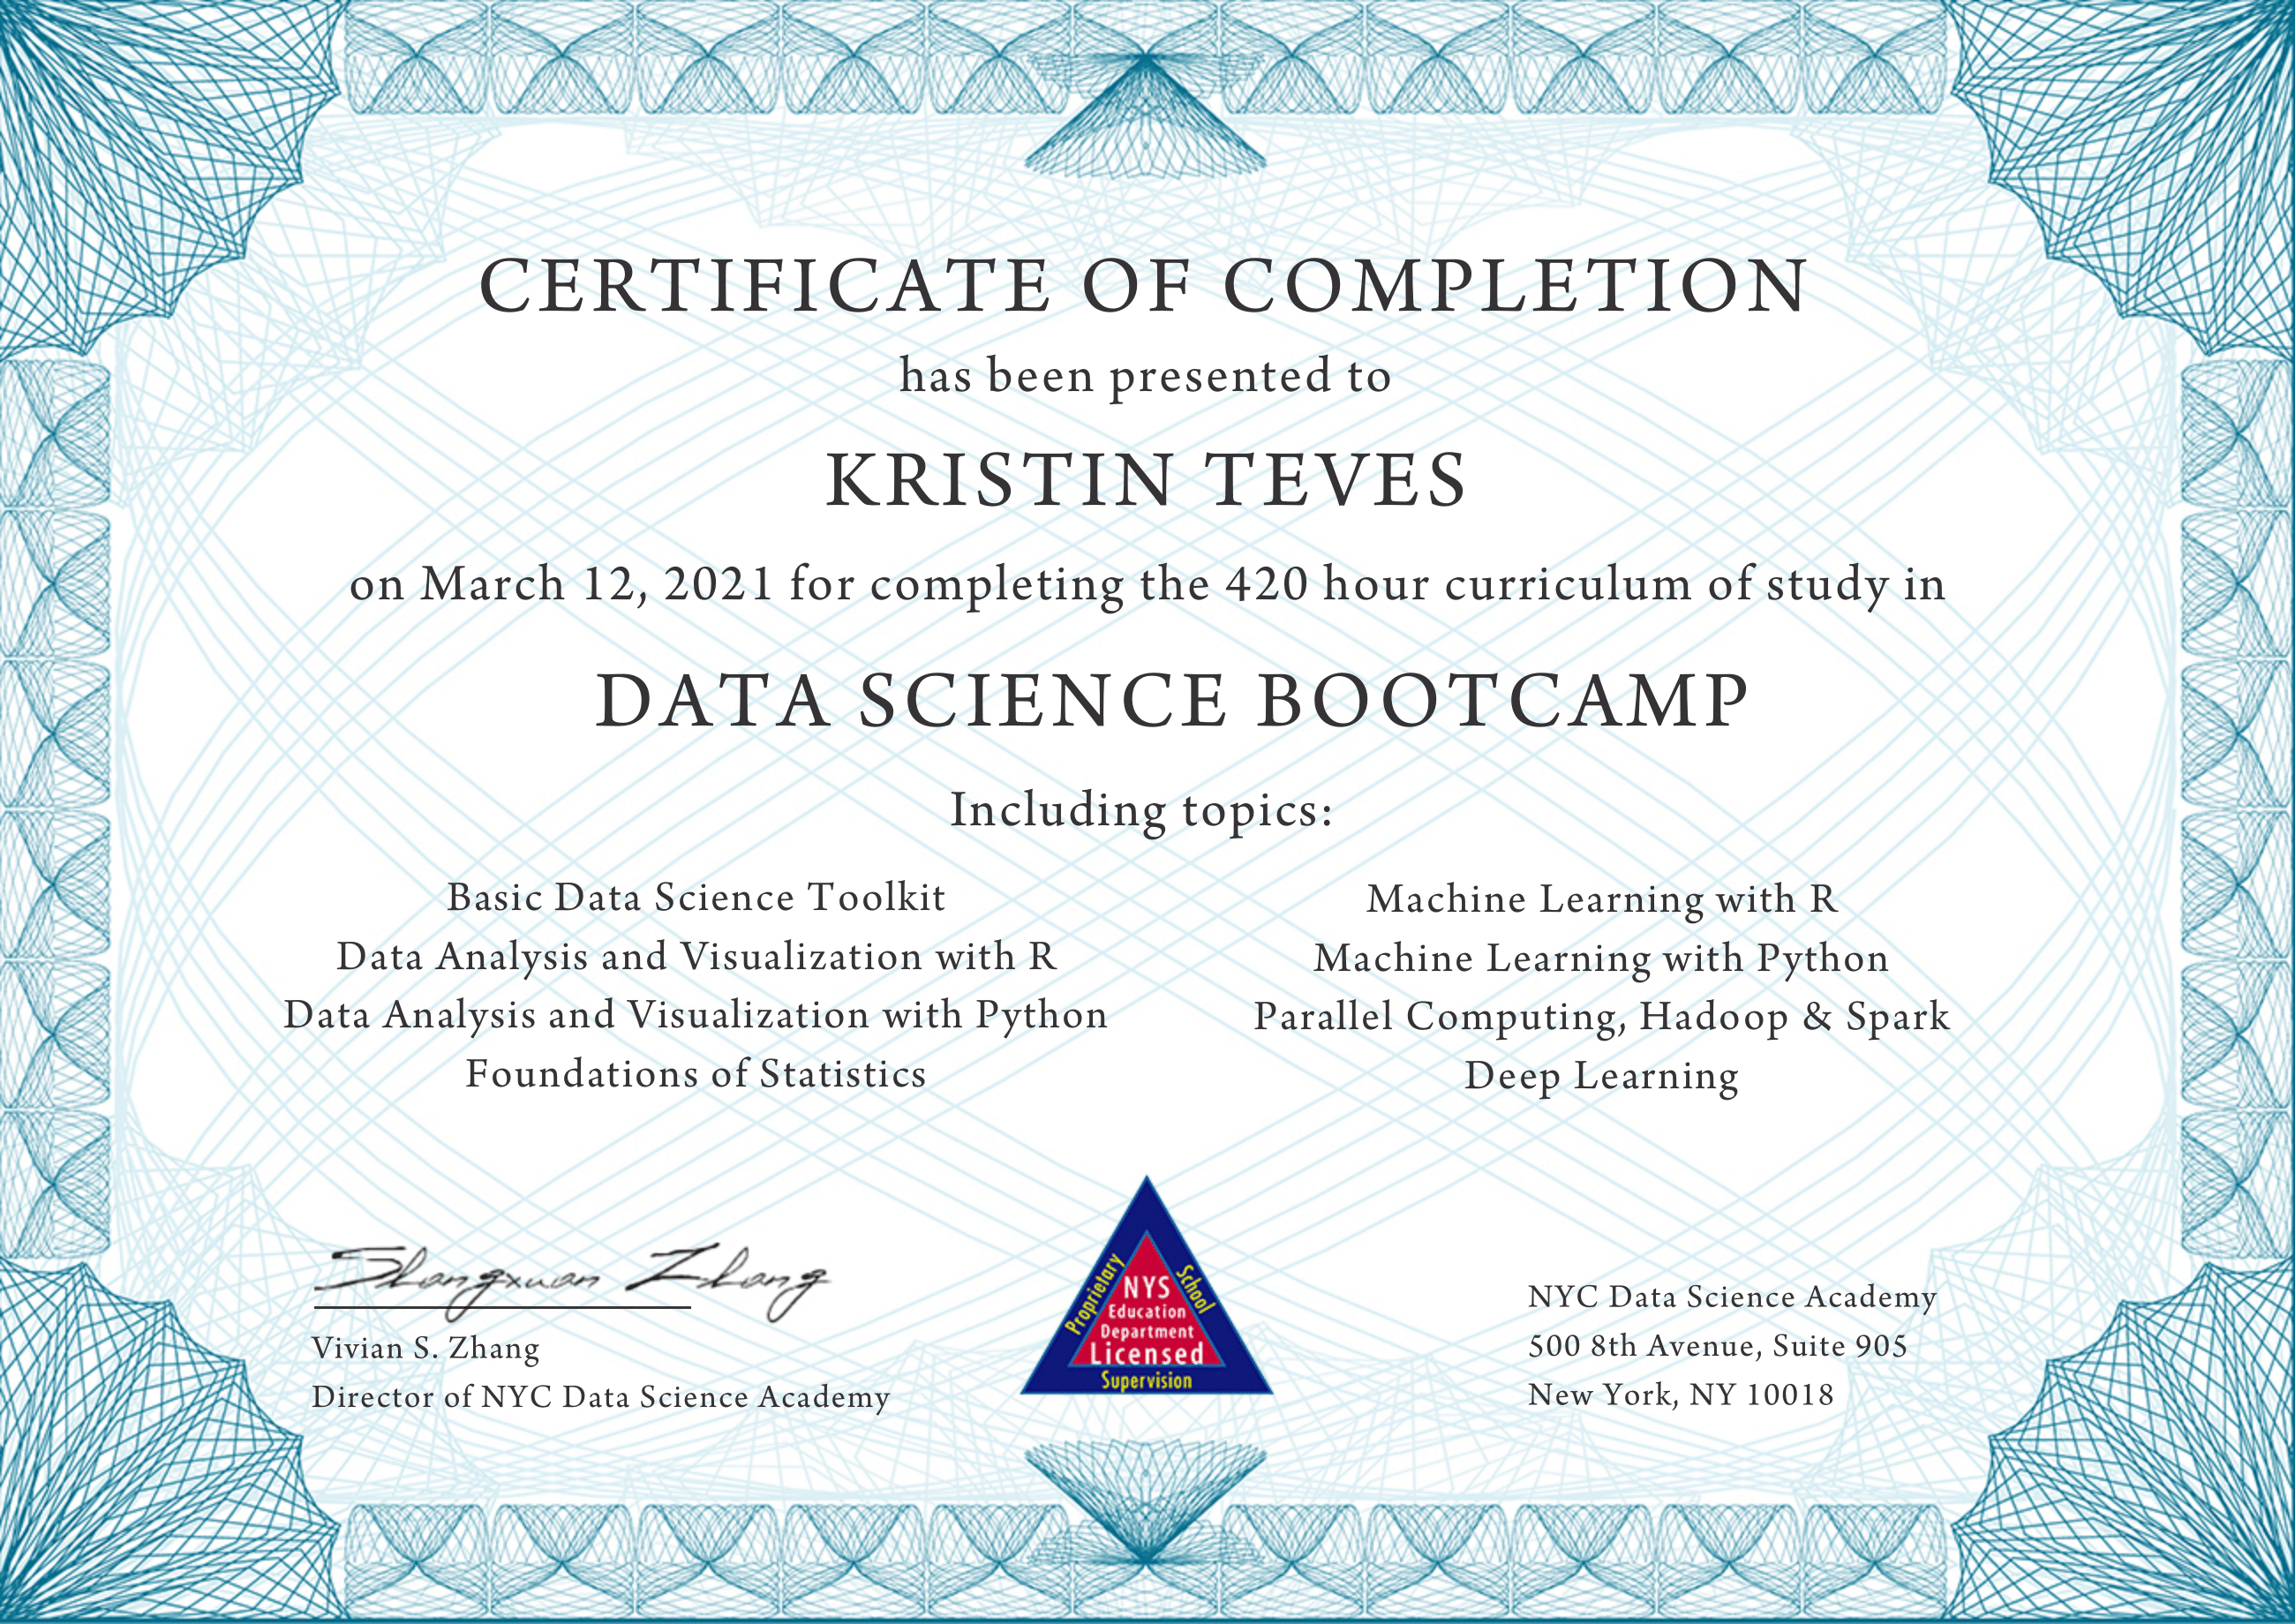 CERTIFICATE OF COMPLETION
has been presented to
KRISTIN TEVES
on March 12, 2021 for completing the 420 hour curriculum of study in
DATA SCIENCE BOOTCAMP
Including topics:
Basic Data Science Toolkit
Data Analysis and Visualization with R
Data Analysis and Visualization with Python
Foundations of Statistics
Machine Learning with R
Machine Learning with Python
Parallel Computing, Hadoop & Spark
Deep Learning
Shangxuan Zhang
Vivian S. Zhang
Director of NYC Data Science Academy
Proprietary
School
NYS
Education
Department
Licensed
Supervision
NYC Data Science Academy
500 8th Avenue, Suite 905
New York, NY 10018